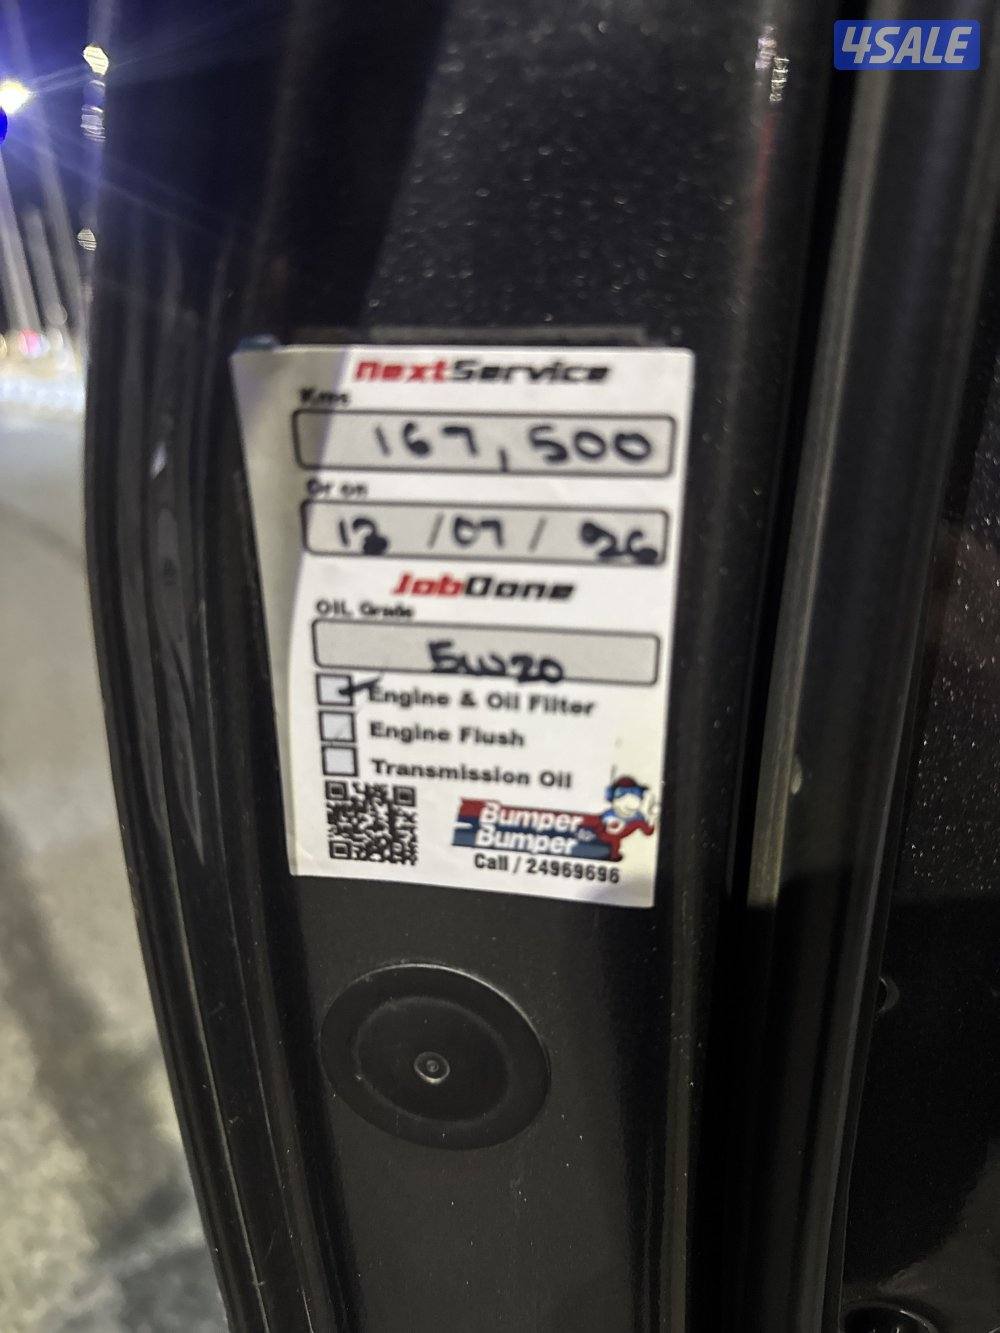 4SALE
NextService
Kms
167,500
Or on
/ 07 / 26
JobDone
OIL Grade
5W20
Engine & Oil Filter
Engine Flush
Transmission Oil
Bumper to
Bumper
Call / 24969696